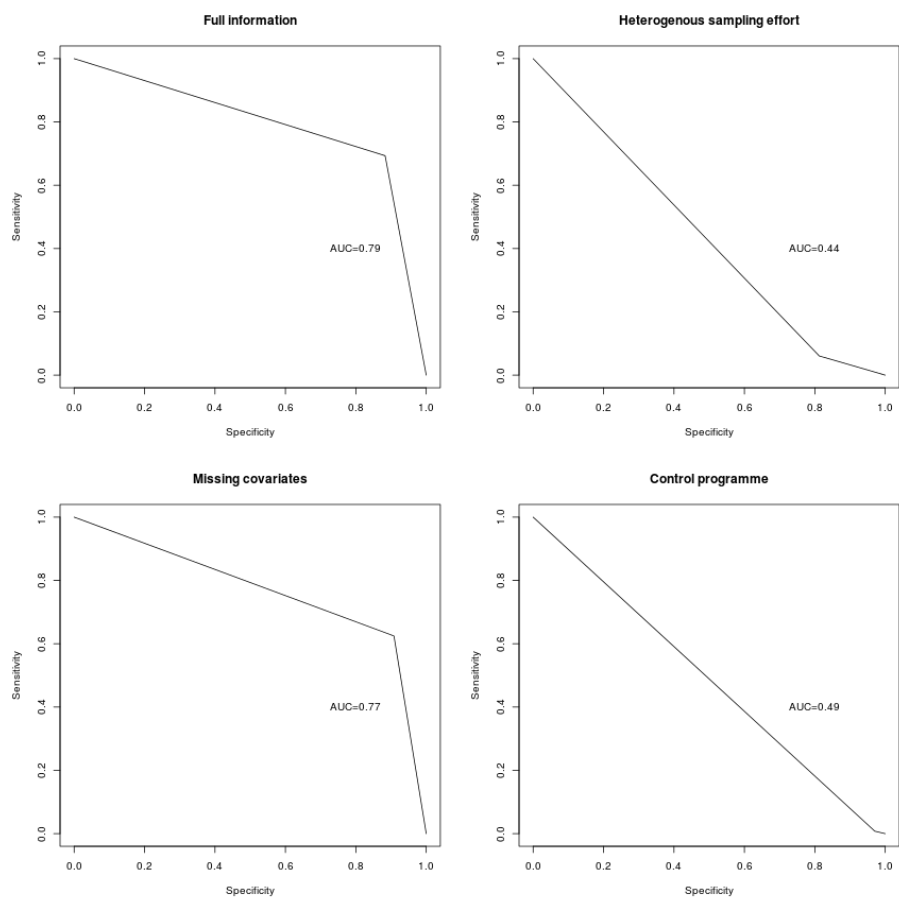 Full information
1.0
0.8
0.6
0.4
0.2
0.0
Sensitivity
AUC=0.79
0.0 0.2 0.4 0.6 0.8 1.0
Specificity
Heterogenous sampling effort
1.0
0.8
0.6
0.4
0.2
0.0
Sensitivity
AUC=0.44
0.0 0.2 0.4 0.6 0.8 1.0
Specificity
Missing covariates
1.0
0.8
0.6
0.4
0.2
0.0
Sensitivity
AUC=0.77
0.0 0.2 0.4 0.6 0.8 1.0
Specificity
Control programme
1.0
0.8
0.6
0.4
0.2
0.0
Sensitivity
AUC=0.49
0.0 0.2 0.4 0.6 0.8 1.0
Specificity